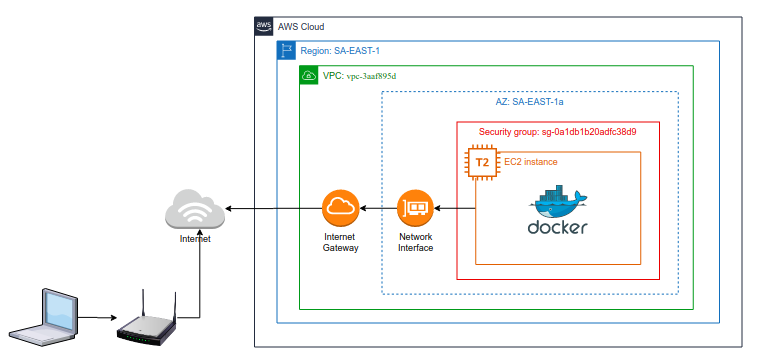 aws
AWS Cloud
Region: SA-EAST-1
VPC: vpc-3aaf895d
AZ: SA-EAST-1a
Security group: sg-0a1db1b20adfc38d9
T2
EC2 instance
docker
Internet
Internet
Gateway
Network
Interface